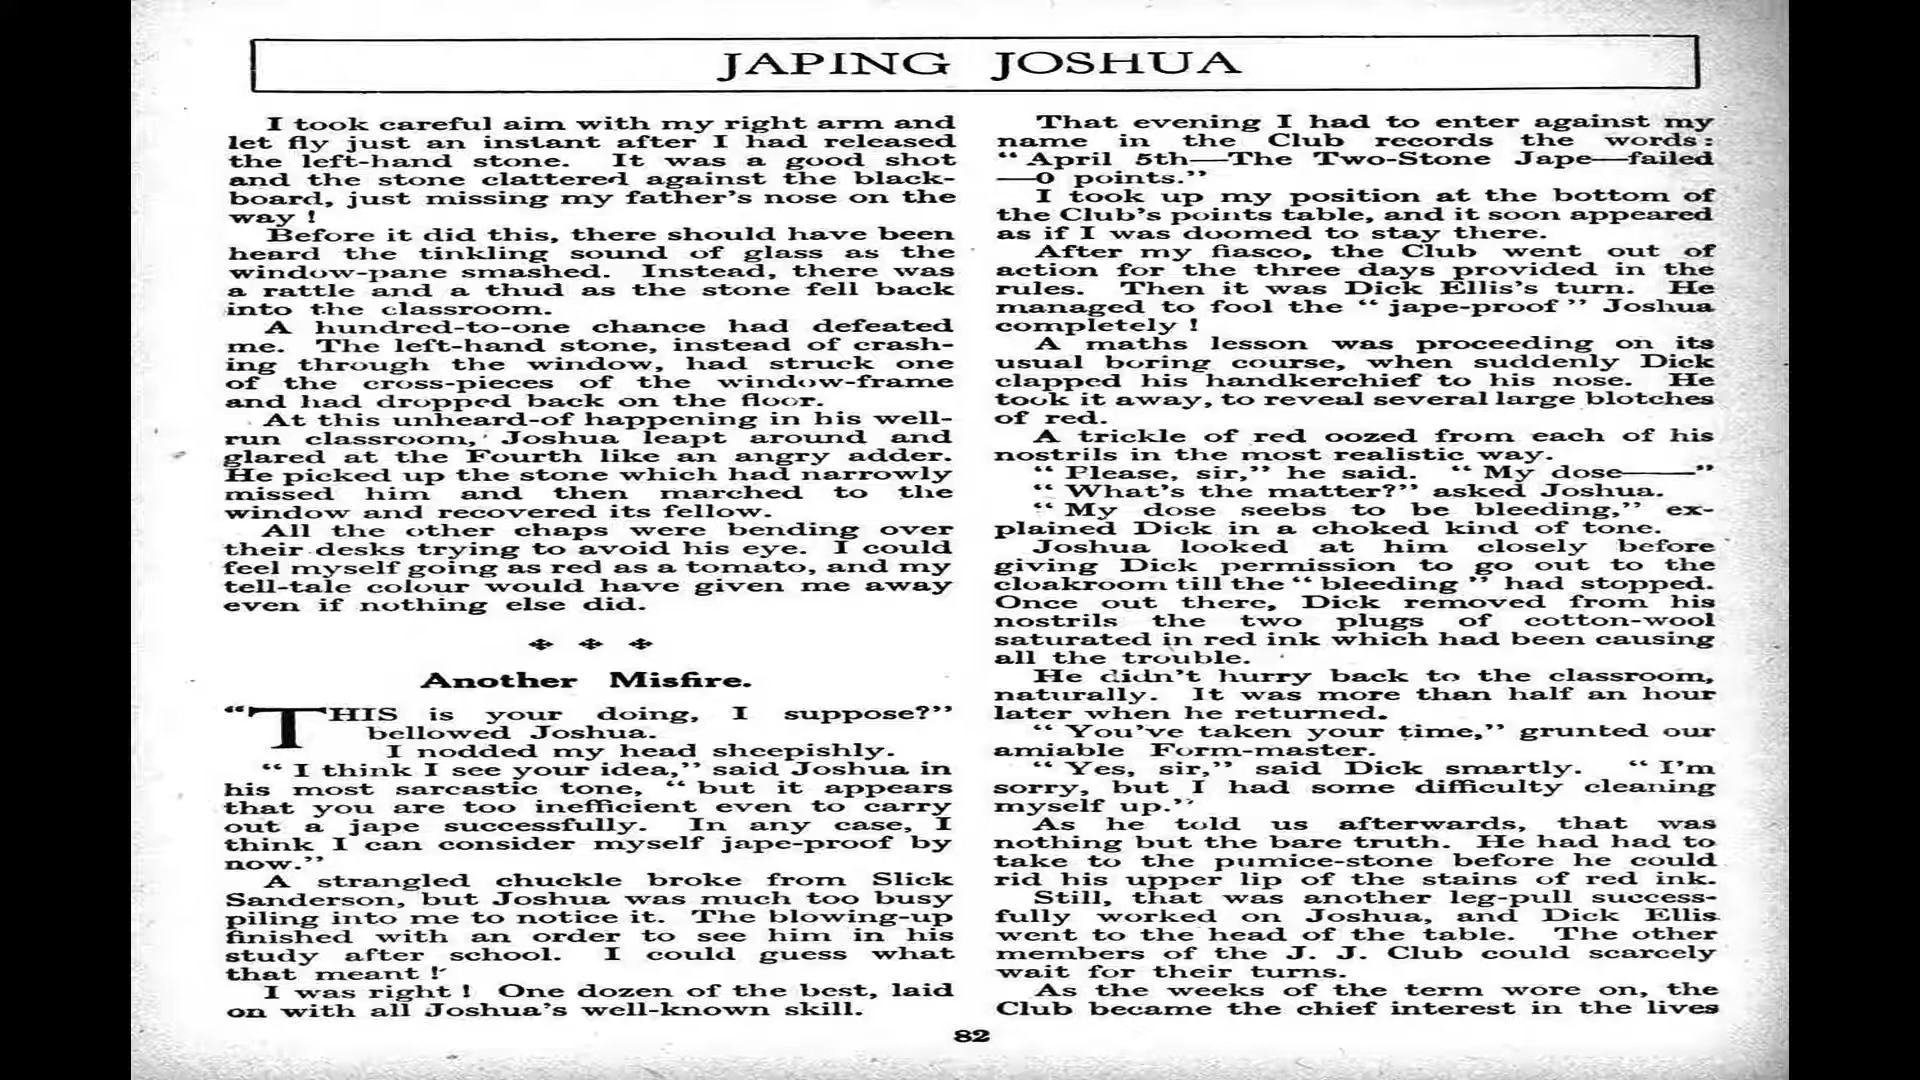 JAPING JOSHUA
I took careful aim with my right arm and
let fly just an instant after I had released
the left-hand stone. It was a good shot
and the stone clattered against the black-
board, just missing my father's nose on the
way !
Before it did this, there should have been
heard the tinkling sound of glass as the
window-pane smashed. Instead, there was
a rattle and a thud as the stone fell back
into the classroom.
A hundred-to-one chance had defeated
me. The left-hand stone, instead of crash-
ing through the window, had struck one
of the cross-pieces of the window-frame
and had dropped back on the floor.
At this unheard-of happening in his well-
run classroom, Joshua leapt around and
glared at the Fourth like an angry adder.
He picked up the stone which had narrowly
missed him and then marched to the
window and recovered its fellow.
All the other chaps were bending over
their desks trying to avoid his eye. I could
feel myself going as red as a tomato, and my
tell-tale colour would have given me away
even if nothing else did.
Another Misfire.
"THIS is your doing, I suppose?"
bellowed Joshua.
I nodded my head sheepishly.
"I think I see your idea," said Joshua in
his most sarcastic tone, "but it appears
that you are too inefficient even to carry
out a jape successfully. In any case, I
think I can consider myself jape-proof by
now."
A strangled chuckle broke from Slick
Sanderson, but Joshua was much too busy
piling into me to notice it. The blowing-up
finished with an order to see him in his
study after school. I could guess what
that meant !
I was right ! One dozen of the best, laid
on with all Joshua's well-known skill.
That evening I had to enter against my
name in the Club records the words:
"April 5th—The Two-Stone Jape—failed
—0 points."
I took up my position at the bottom of
the Club's points table, and it soon appeared
as if I was doomed to stay there.
After my fiasco, the Club went out of
action for the three days provided in the
rules. Then it was Dick Ellis's turn. He
managed to fool the "jape-proof" Joshua
completely !
A maths lesson was proceeding on its
usual boring course, when suddenly Dick
clapped his handkerchief to his nose. He
took it away, to reveal several large blotches
of red.
A trickle of red oozed from each of his
nostrils in the most realistic way.
"Please, sir," he said. "My dose——"
"What's the matter?" asked Joshua.
"My dose seebs to be bleeding," ex-
plained Dick in a choked kind of tone.
Joshua looked at him closely before
giving Dick permission to go out to the
cloakroom till the "bleeding" had stopped.
Once out there, Dick removed from his
nostrils the two plugs of cotton-wool
saturated in red ink which had been causing
all the trouble.
He didn't hurry back to the classroom,
naturally. It was more than half an hour
later when he returned.
"You've taken your time," grunted our
amiable Form-master.
"Yes, sir," said Dick smartly. "I'm
sorry, but I had some difficulty cleaning
myself up."
As he told us afterwards, that was
nothing but the bare truth. He had had to
take to the pumice-stone before he could
rid his upper lip of the stains of red ink.
Still, that was another leg-pull success-
fully worked on Joshua, and Dick Ellis
went to the head of the table. The other
members of the J. J. Club could scarcely
wait for their turns.
As the weeks of the term wore on, the
Club became the chief interest in the lives
82